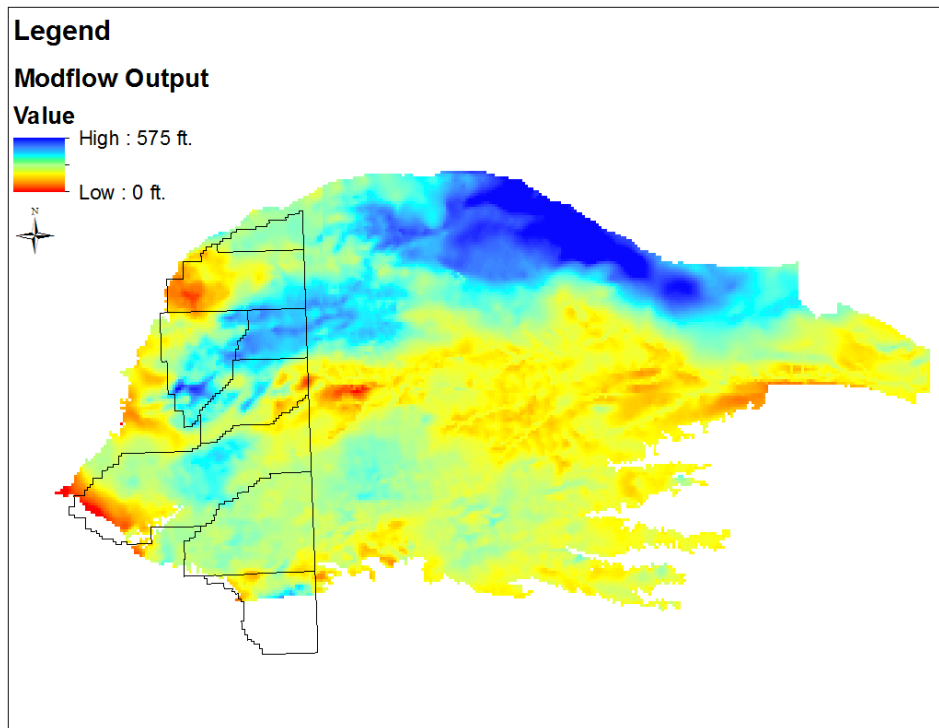 Legend
Modflow Output
Value
High : 575 ft.
Low : 0 ft.
N